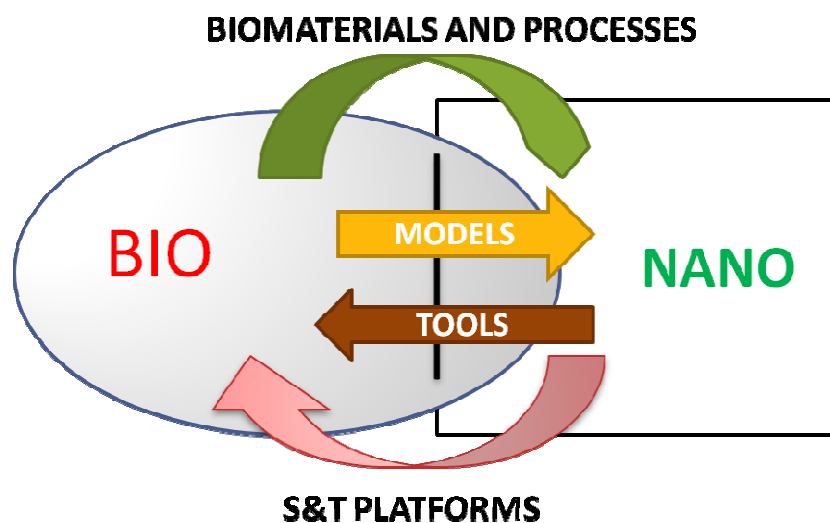 BIOMATERIALS AND PROCESSES
BIO
MODELS
NANO
TOOLS
S&T PLATFORMS